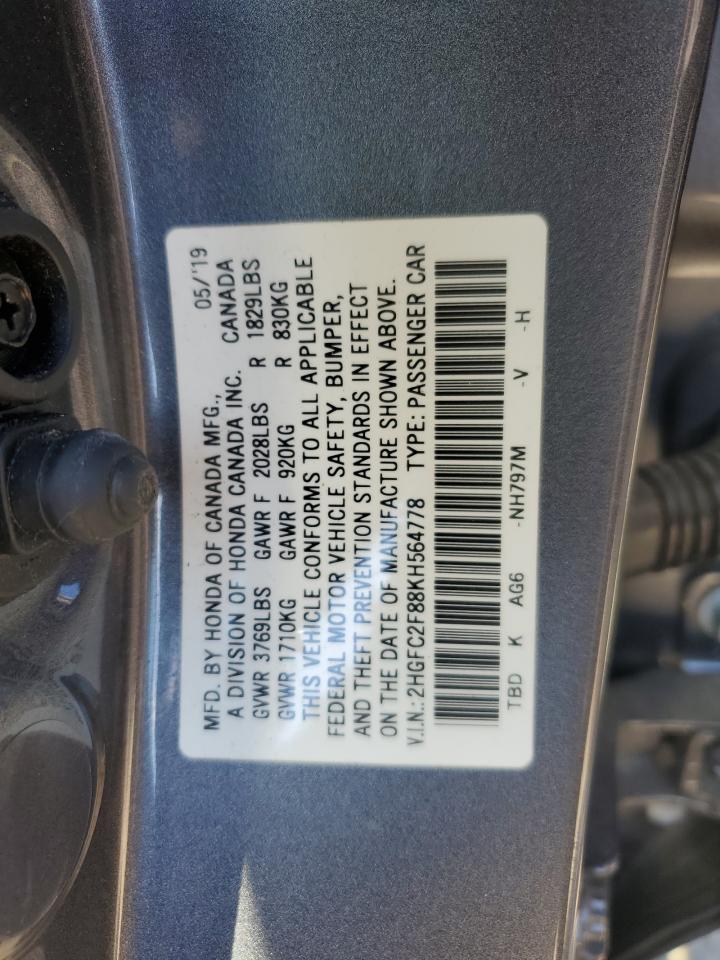 MFD. BY HONDA OF CANADA MFG., 05/'19
A DIVISION OF HONDA CANADA INC. CANADA
GVWR 3769LBS GAWR F 2028LBS R 1829LBS
GVWR 1710KG GAWR F 920KG R 830KG
THIS VEHICLE CONFORMS TO ALL APPLICABLE
FEDERAL MOTOR VEHICLE SAFETY, BUMPER,
AND THEFT PREVENTION STANDARDS IN EFFECT
ON THE DATE OF MANUFACTURE SHOWN ABOVE.
V.I.N.: 2HGFC2F88KH564778 TYPE: PASSENGER CAR
TBD K AG6 -NH797M -V -H